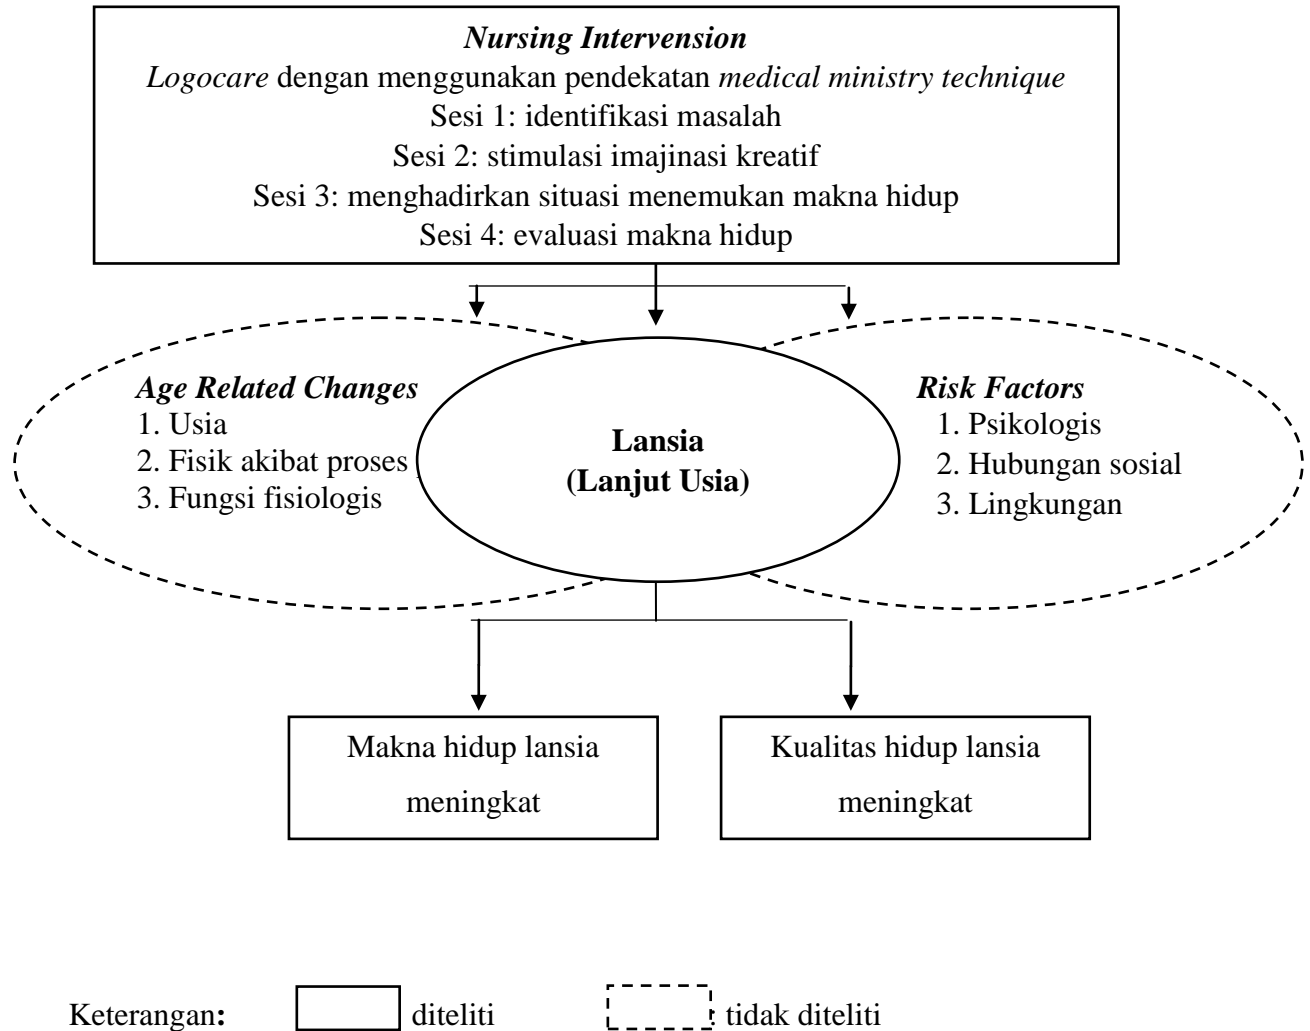 Nursing Intervension
Logocare dengan menggunakan pendekatan medical ministry technique
Sesi 1: identifikasi masalah
Sesi 2: stimulasi imajinasi kreatif
Sesi 3: menghadirkan situasi menemukan makna hidup
Sesi 4: evaluasi makna hidup
Age Related Changes
1. Usia
2. Fisik akibat proses
3. Fungsi fisiologis
Lansia
(Lanjut Usia)
Risk Factors
1. Psikologis
2. Hubungan sosial
3. Lingkungan
Makna hidup lansia
meningkat
Kualitas hidup lansia
meningkat
Keterangan: diteliti : tidak diteliti